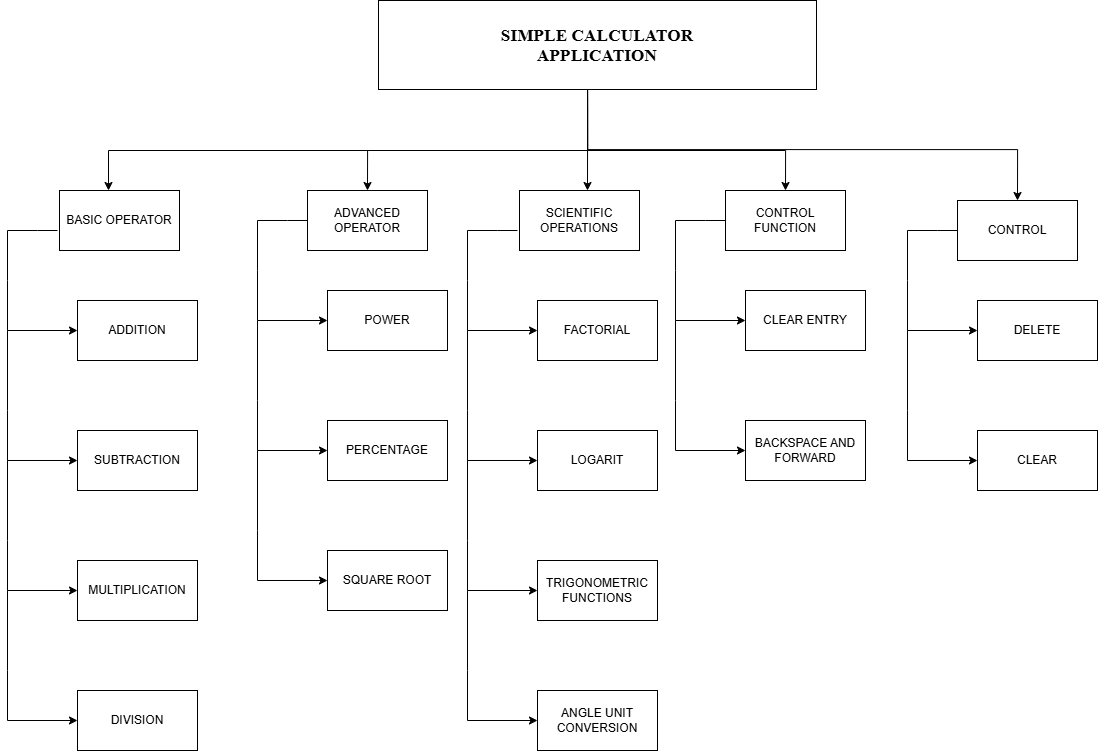 SIMPLE CALCULATOR
APPLICATION
BASIC OPERATOR
ADVANCED
OPERATOR
SCIENTIFIC
OPERATIONS
CONTROL
FUNCTION
CONTROL
ADDITION
SUBTRACTION
MULTIPLICATION
DIVISION
POWER
PERCENTAGE
SQUARE ROOT
FACTORIAL
LOGARIT
TRIGONOMETRIC
FUNCTIONS
ANGLE UNIT
CONVERSION
CLEAR ENTRY
BACKSPACE AND
FORWARD
DELETE
CLEAR